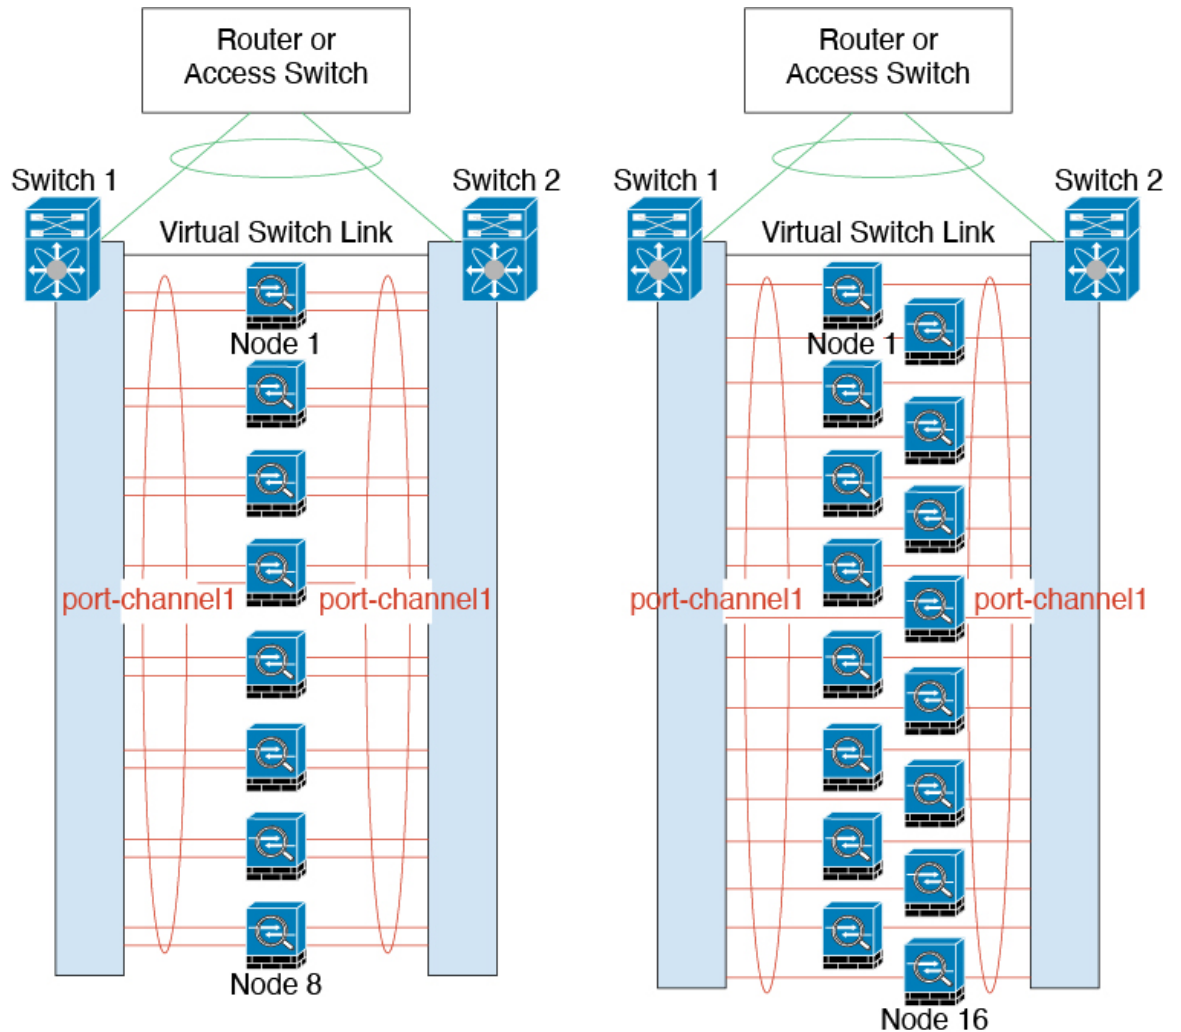 Router or
Access Switch
Switch 1
Switch 2
Virtual Switch Link
Node 1
port-channel1
port-channel1
Node 8
Router or
Access Switch
Switch 1
Switch 2
Virtual Switch Link
Node 1
port-channel1
port-channel1
Node 16